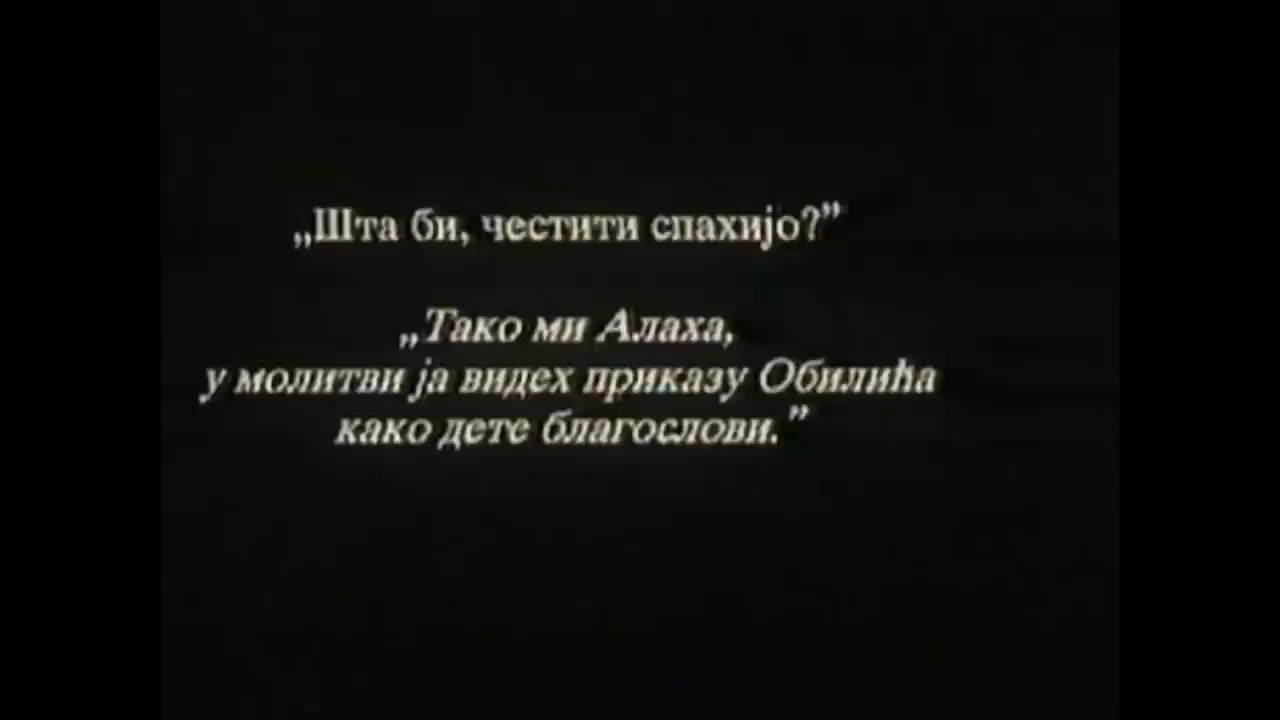 „Шта би, честити спахијо?”
„Тако ми Алаха,
у молитви ја видех приказу Обилића
како дете благослови.”